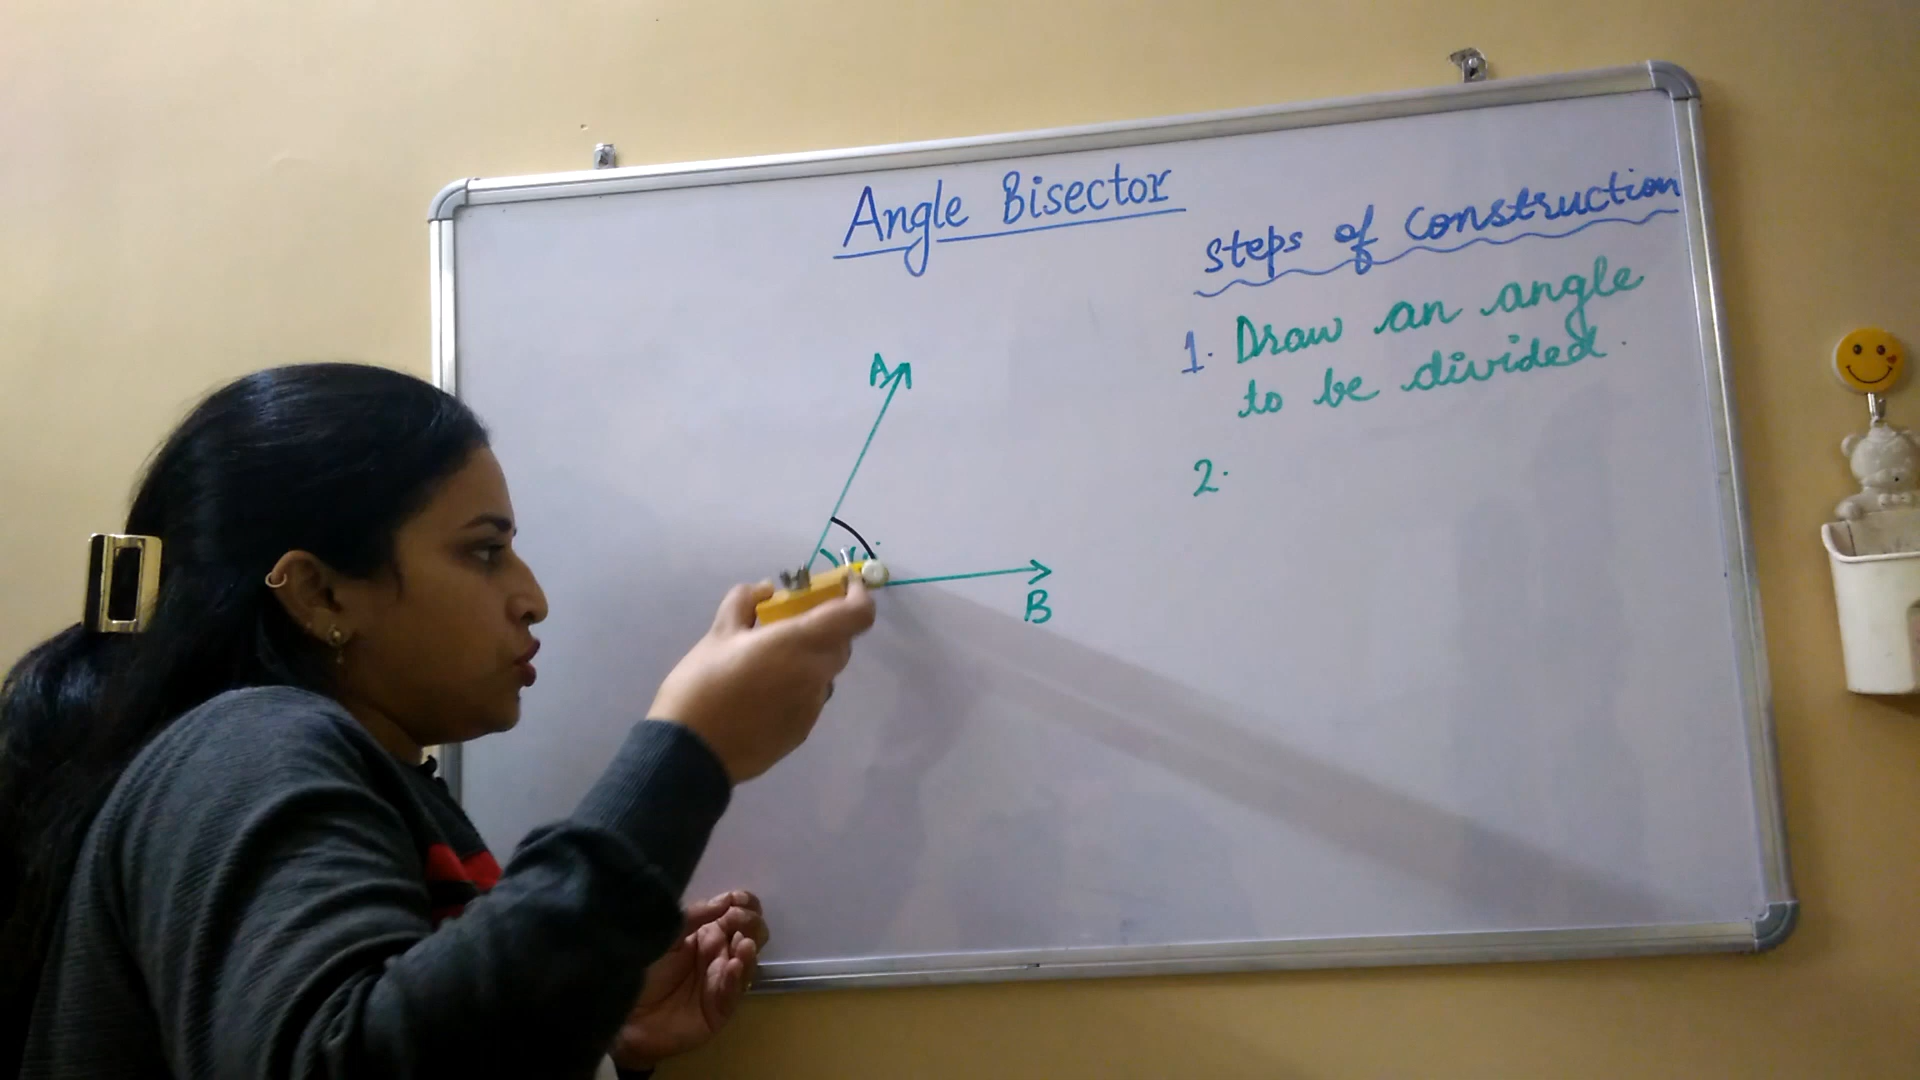 Angle Bisector
steps of construction
1. Draw an angle
to be divided.
2.
A
B